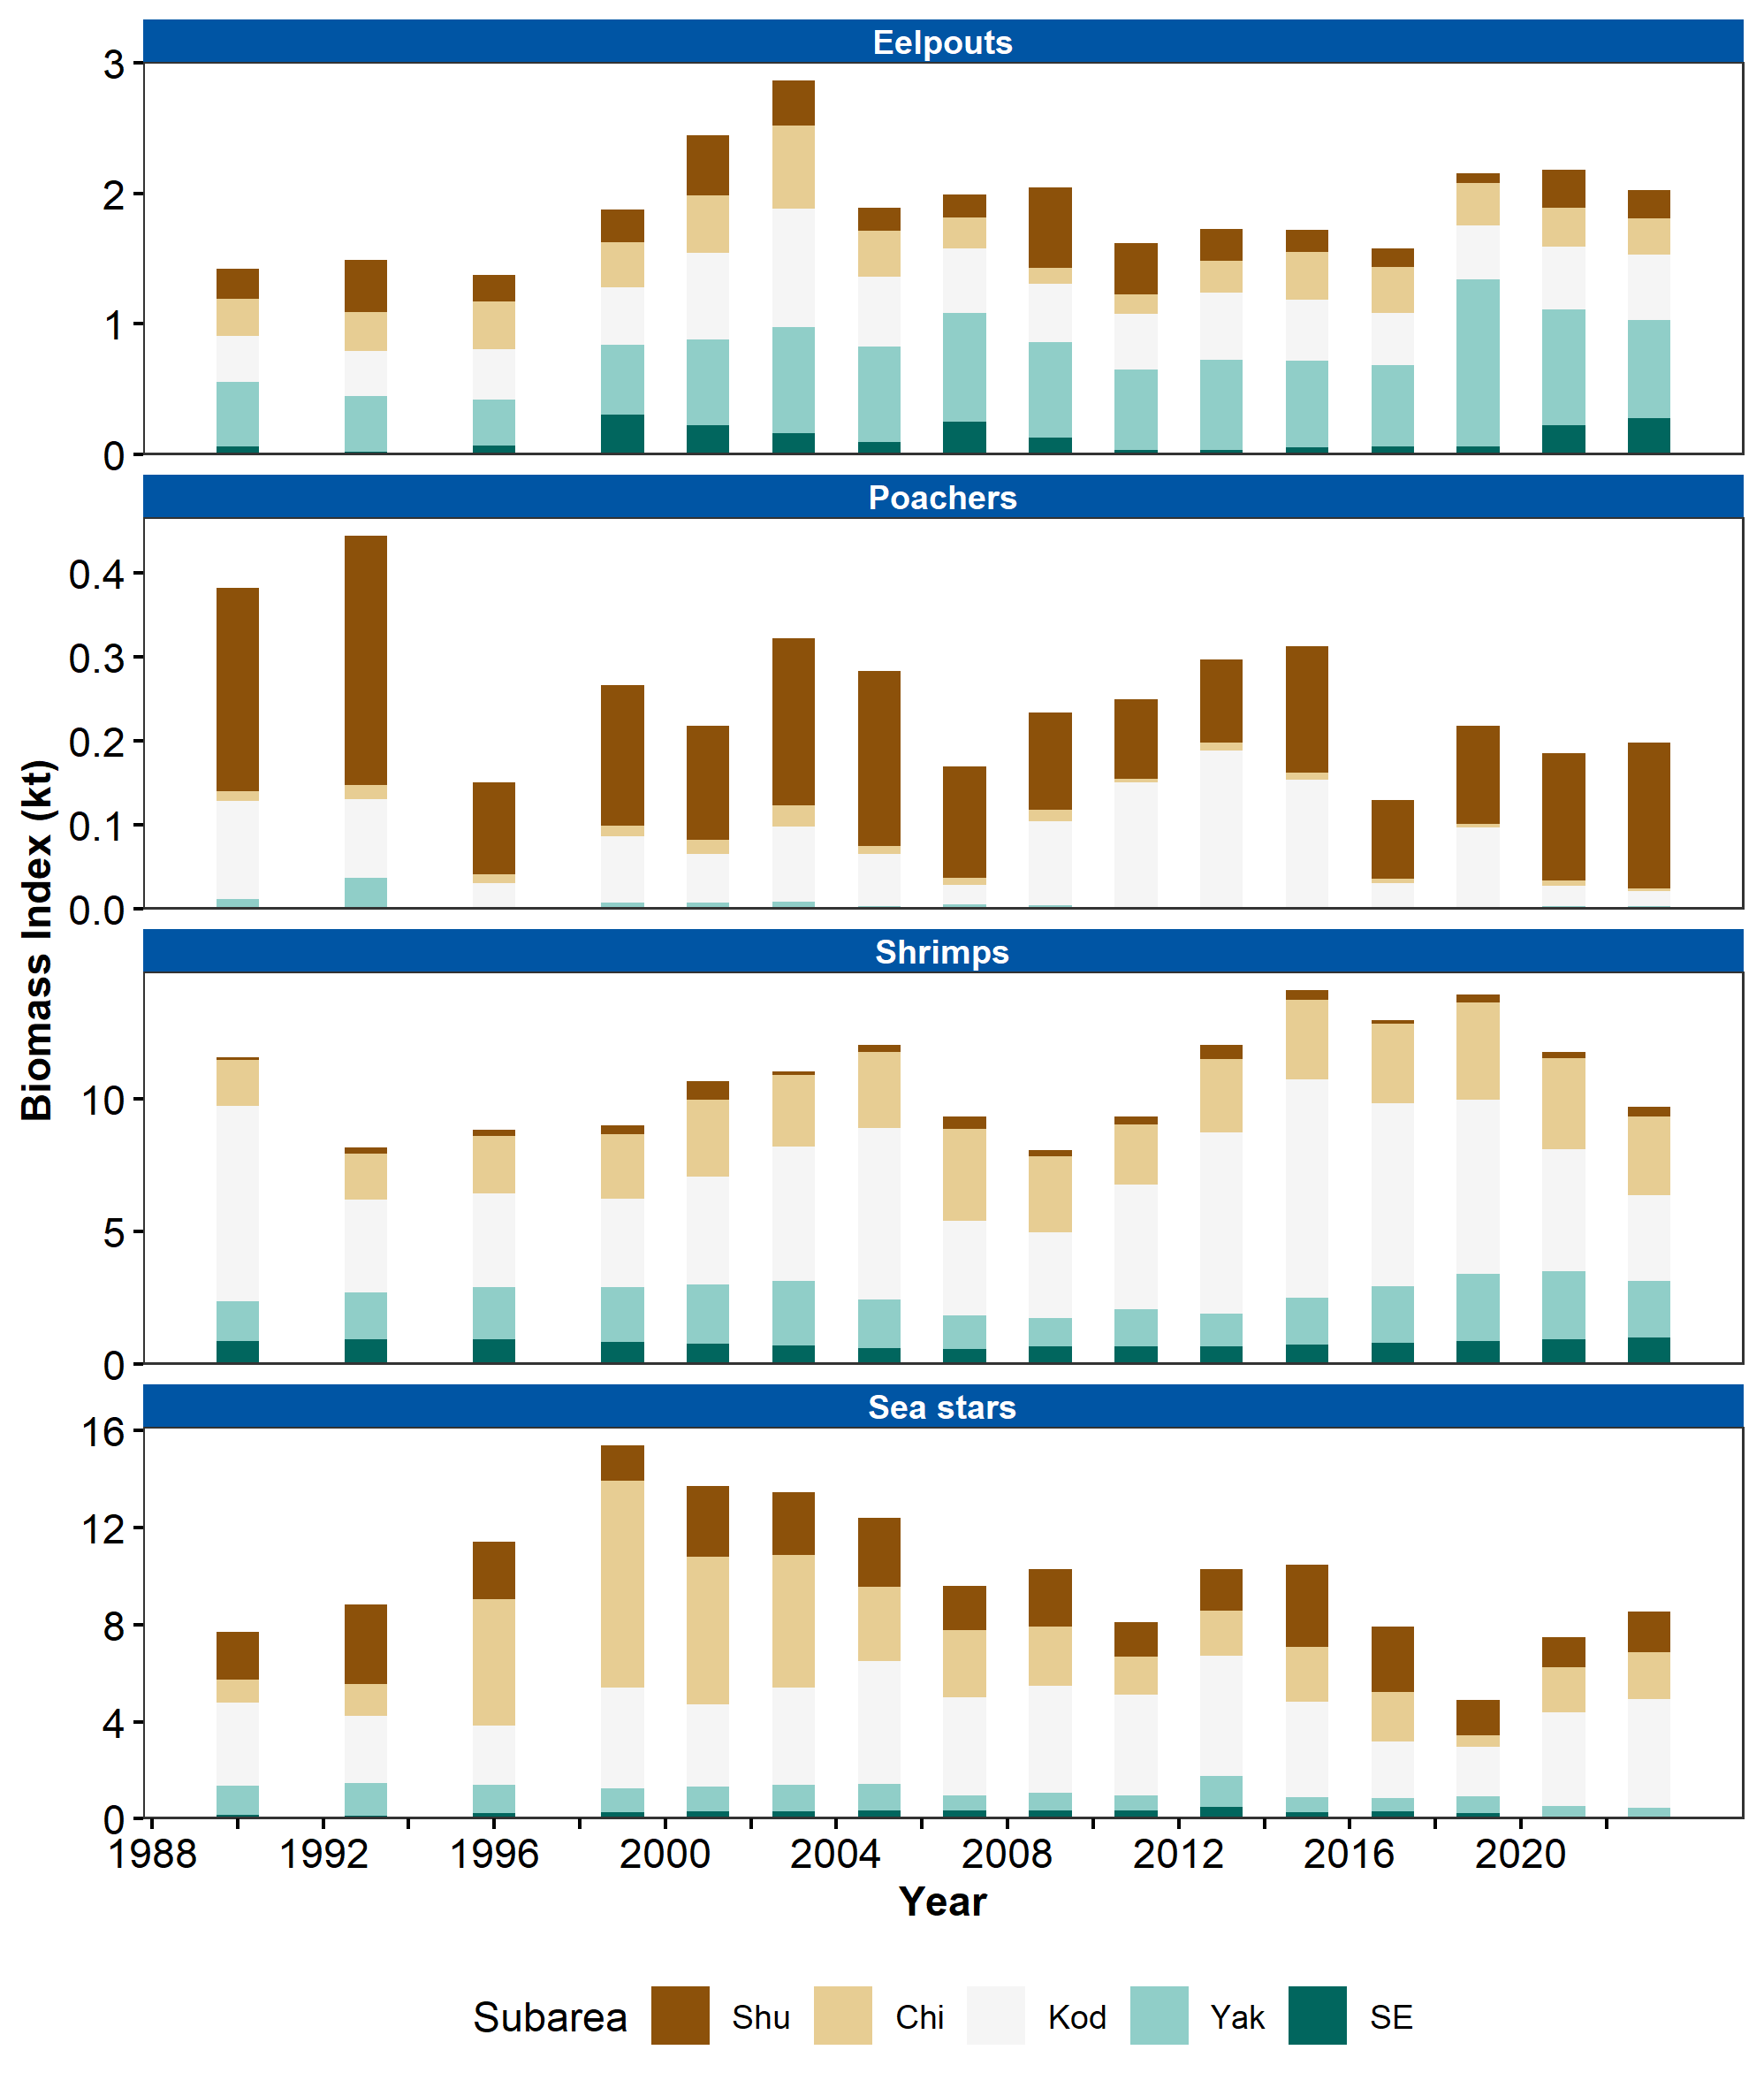 Eelpouts
3
2
1
0
Poachers
0.4
0.3
0.2
0.1
0.0
Biomass Index (kt)
Shrimps
10
5
0
Sea stars
16
12
8
4
0
1988 1992 1996 2000 2004 2008 2012 2016 2020
Year
Subarea Shu Chi Kod Yak SE